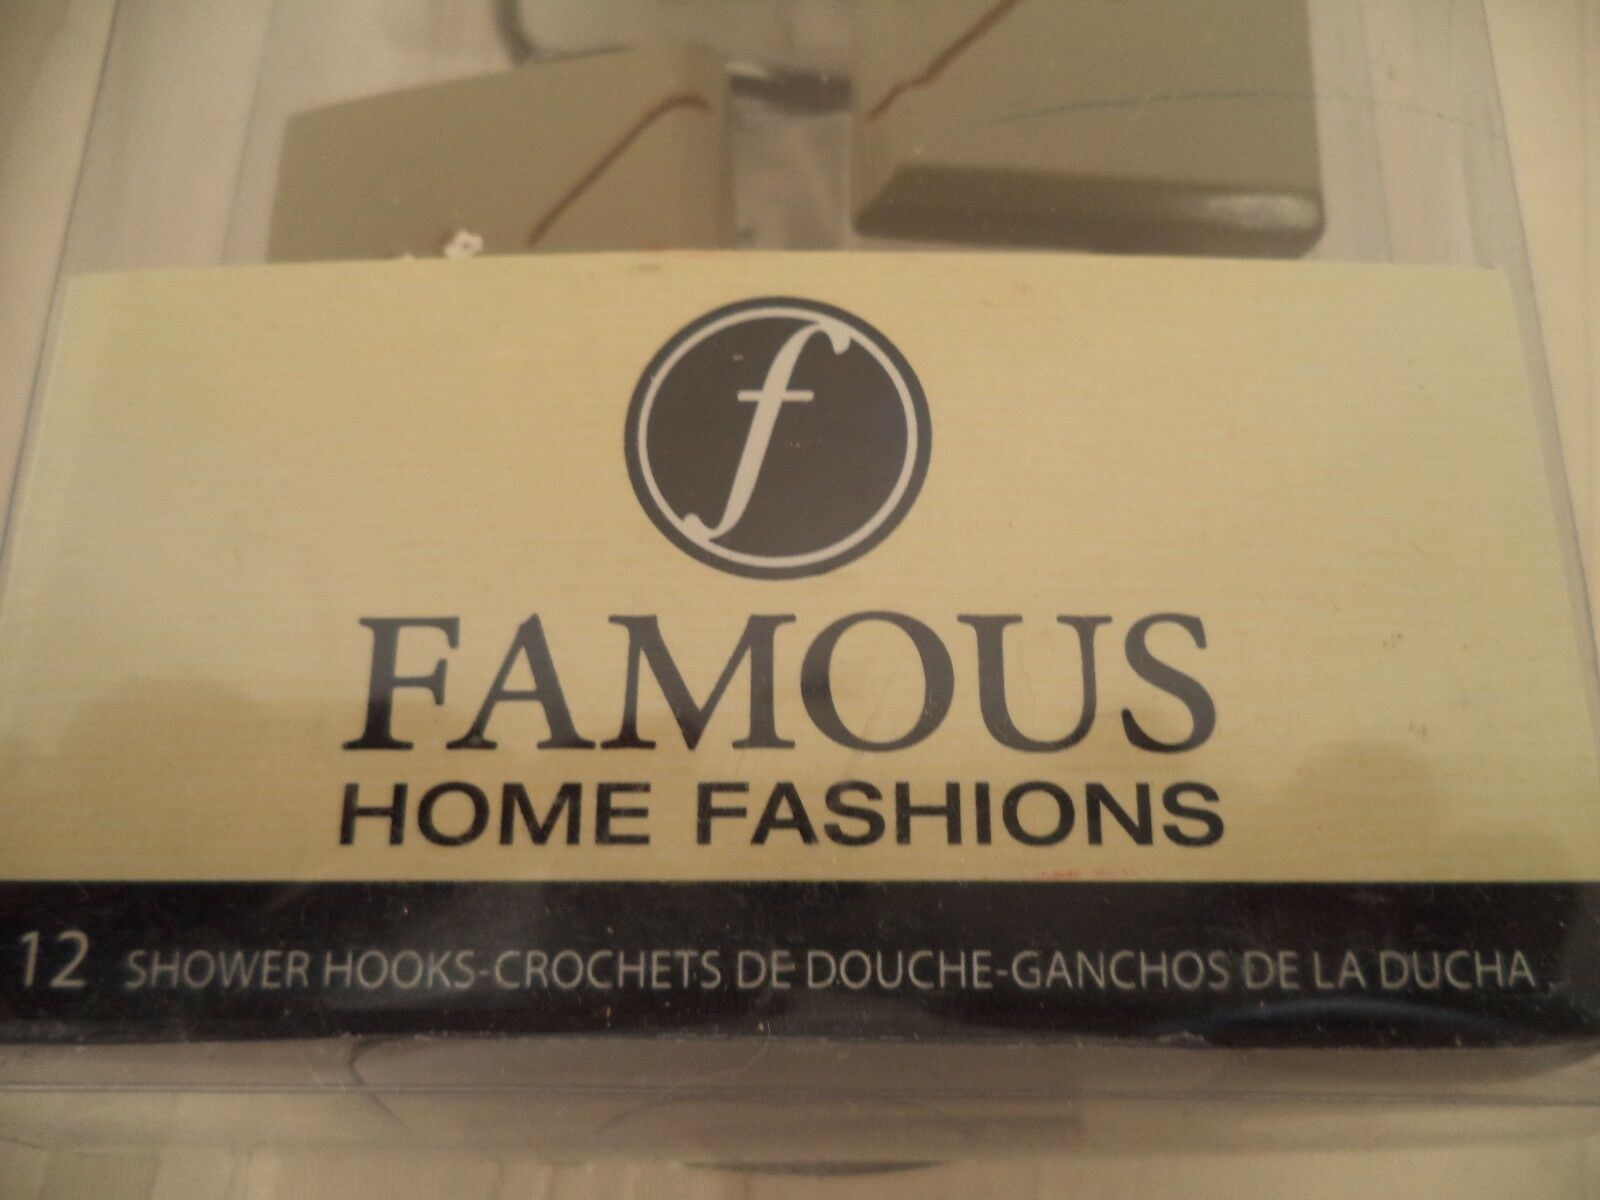 f
FAMOUS
HOME FASHIONS
12 SHOWER HOOKS-CROCHETS DE DOUCHE-GANCHOS DE LA DUCHA